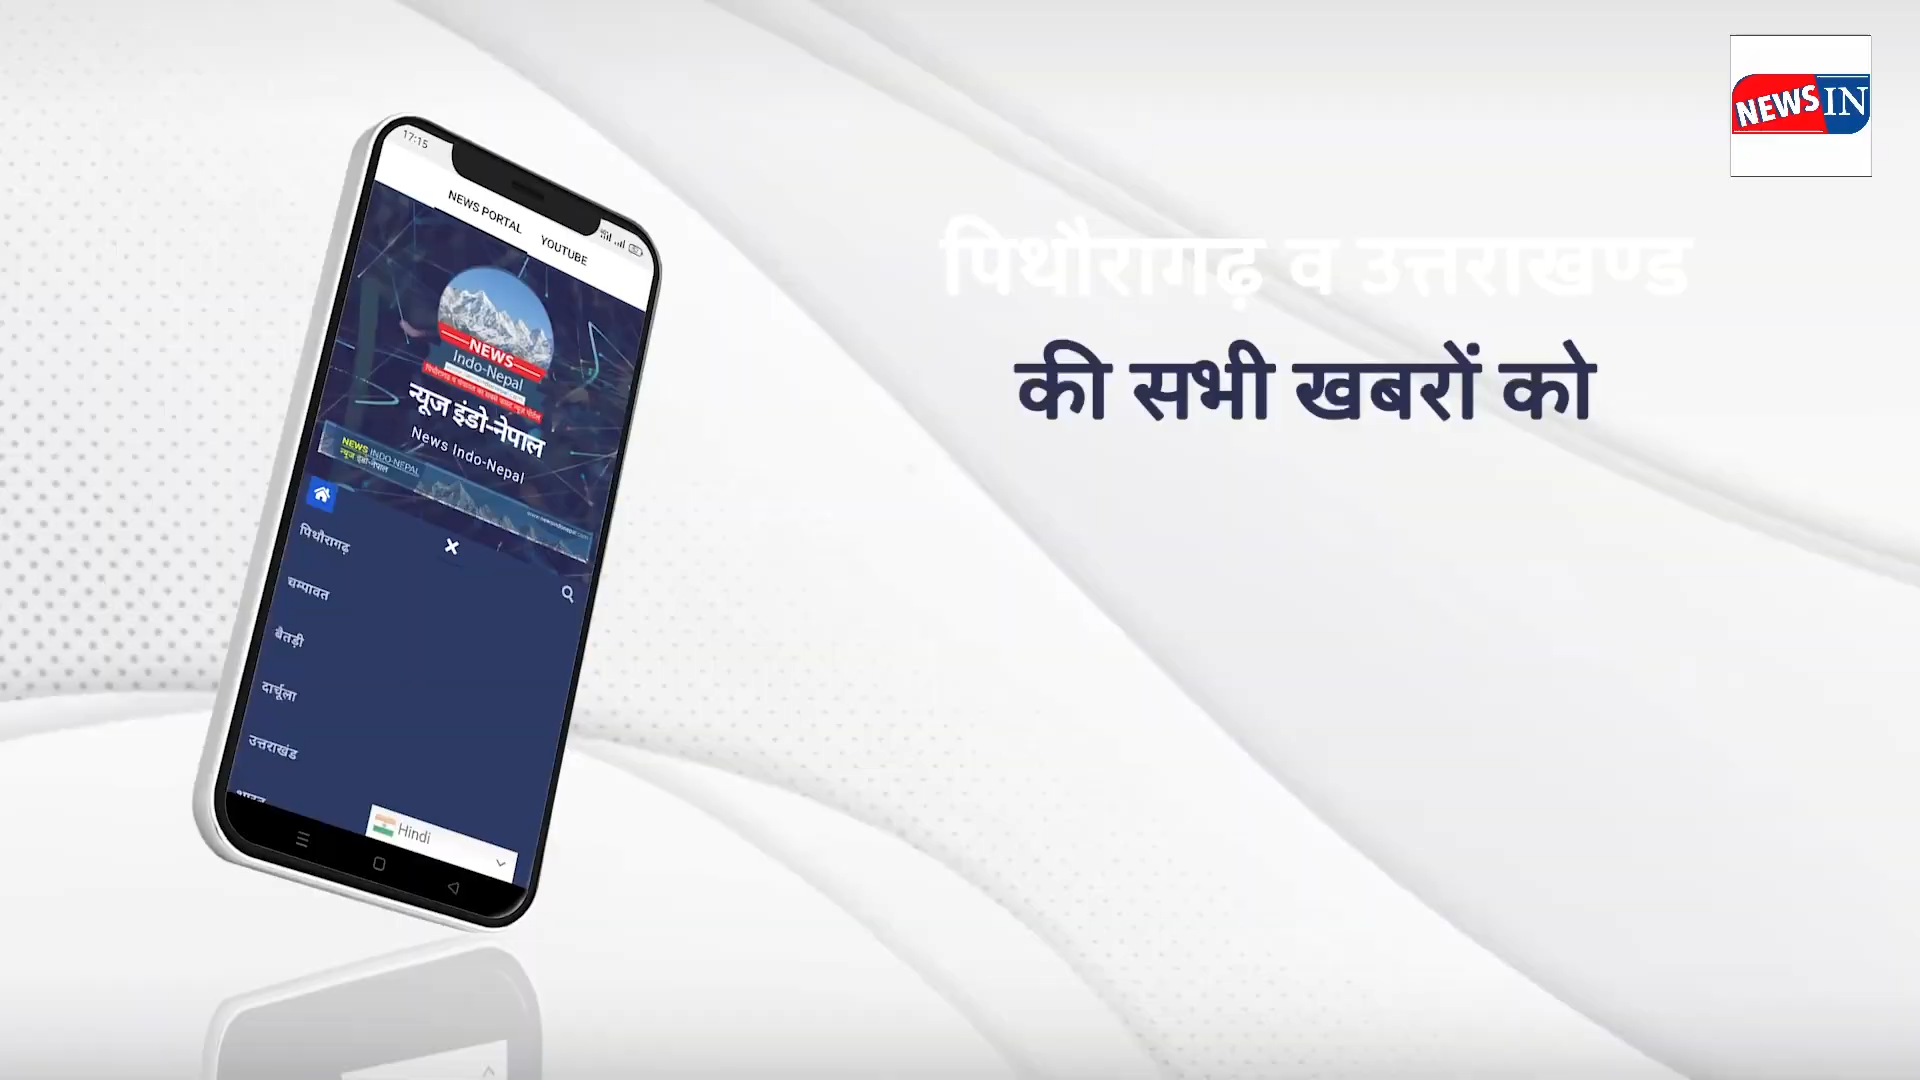 NEWS IN
पिथौरागढ़ व उत्तराखण्ड
की सभी खबरों को
17:15
NEWS PORTAL YOUTUBE
NEWS
Indo-Nepal
न्यूज इंडो-नेपाल
News Indo-Nepal
NEWS INDO-NEPAL
न्यूज इंडो-नेपाल
पिथौरागढ़
चम्पावत
बैतड़ी
दार्चूला
उत्तराखंड
Hindi